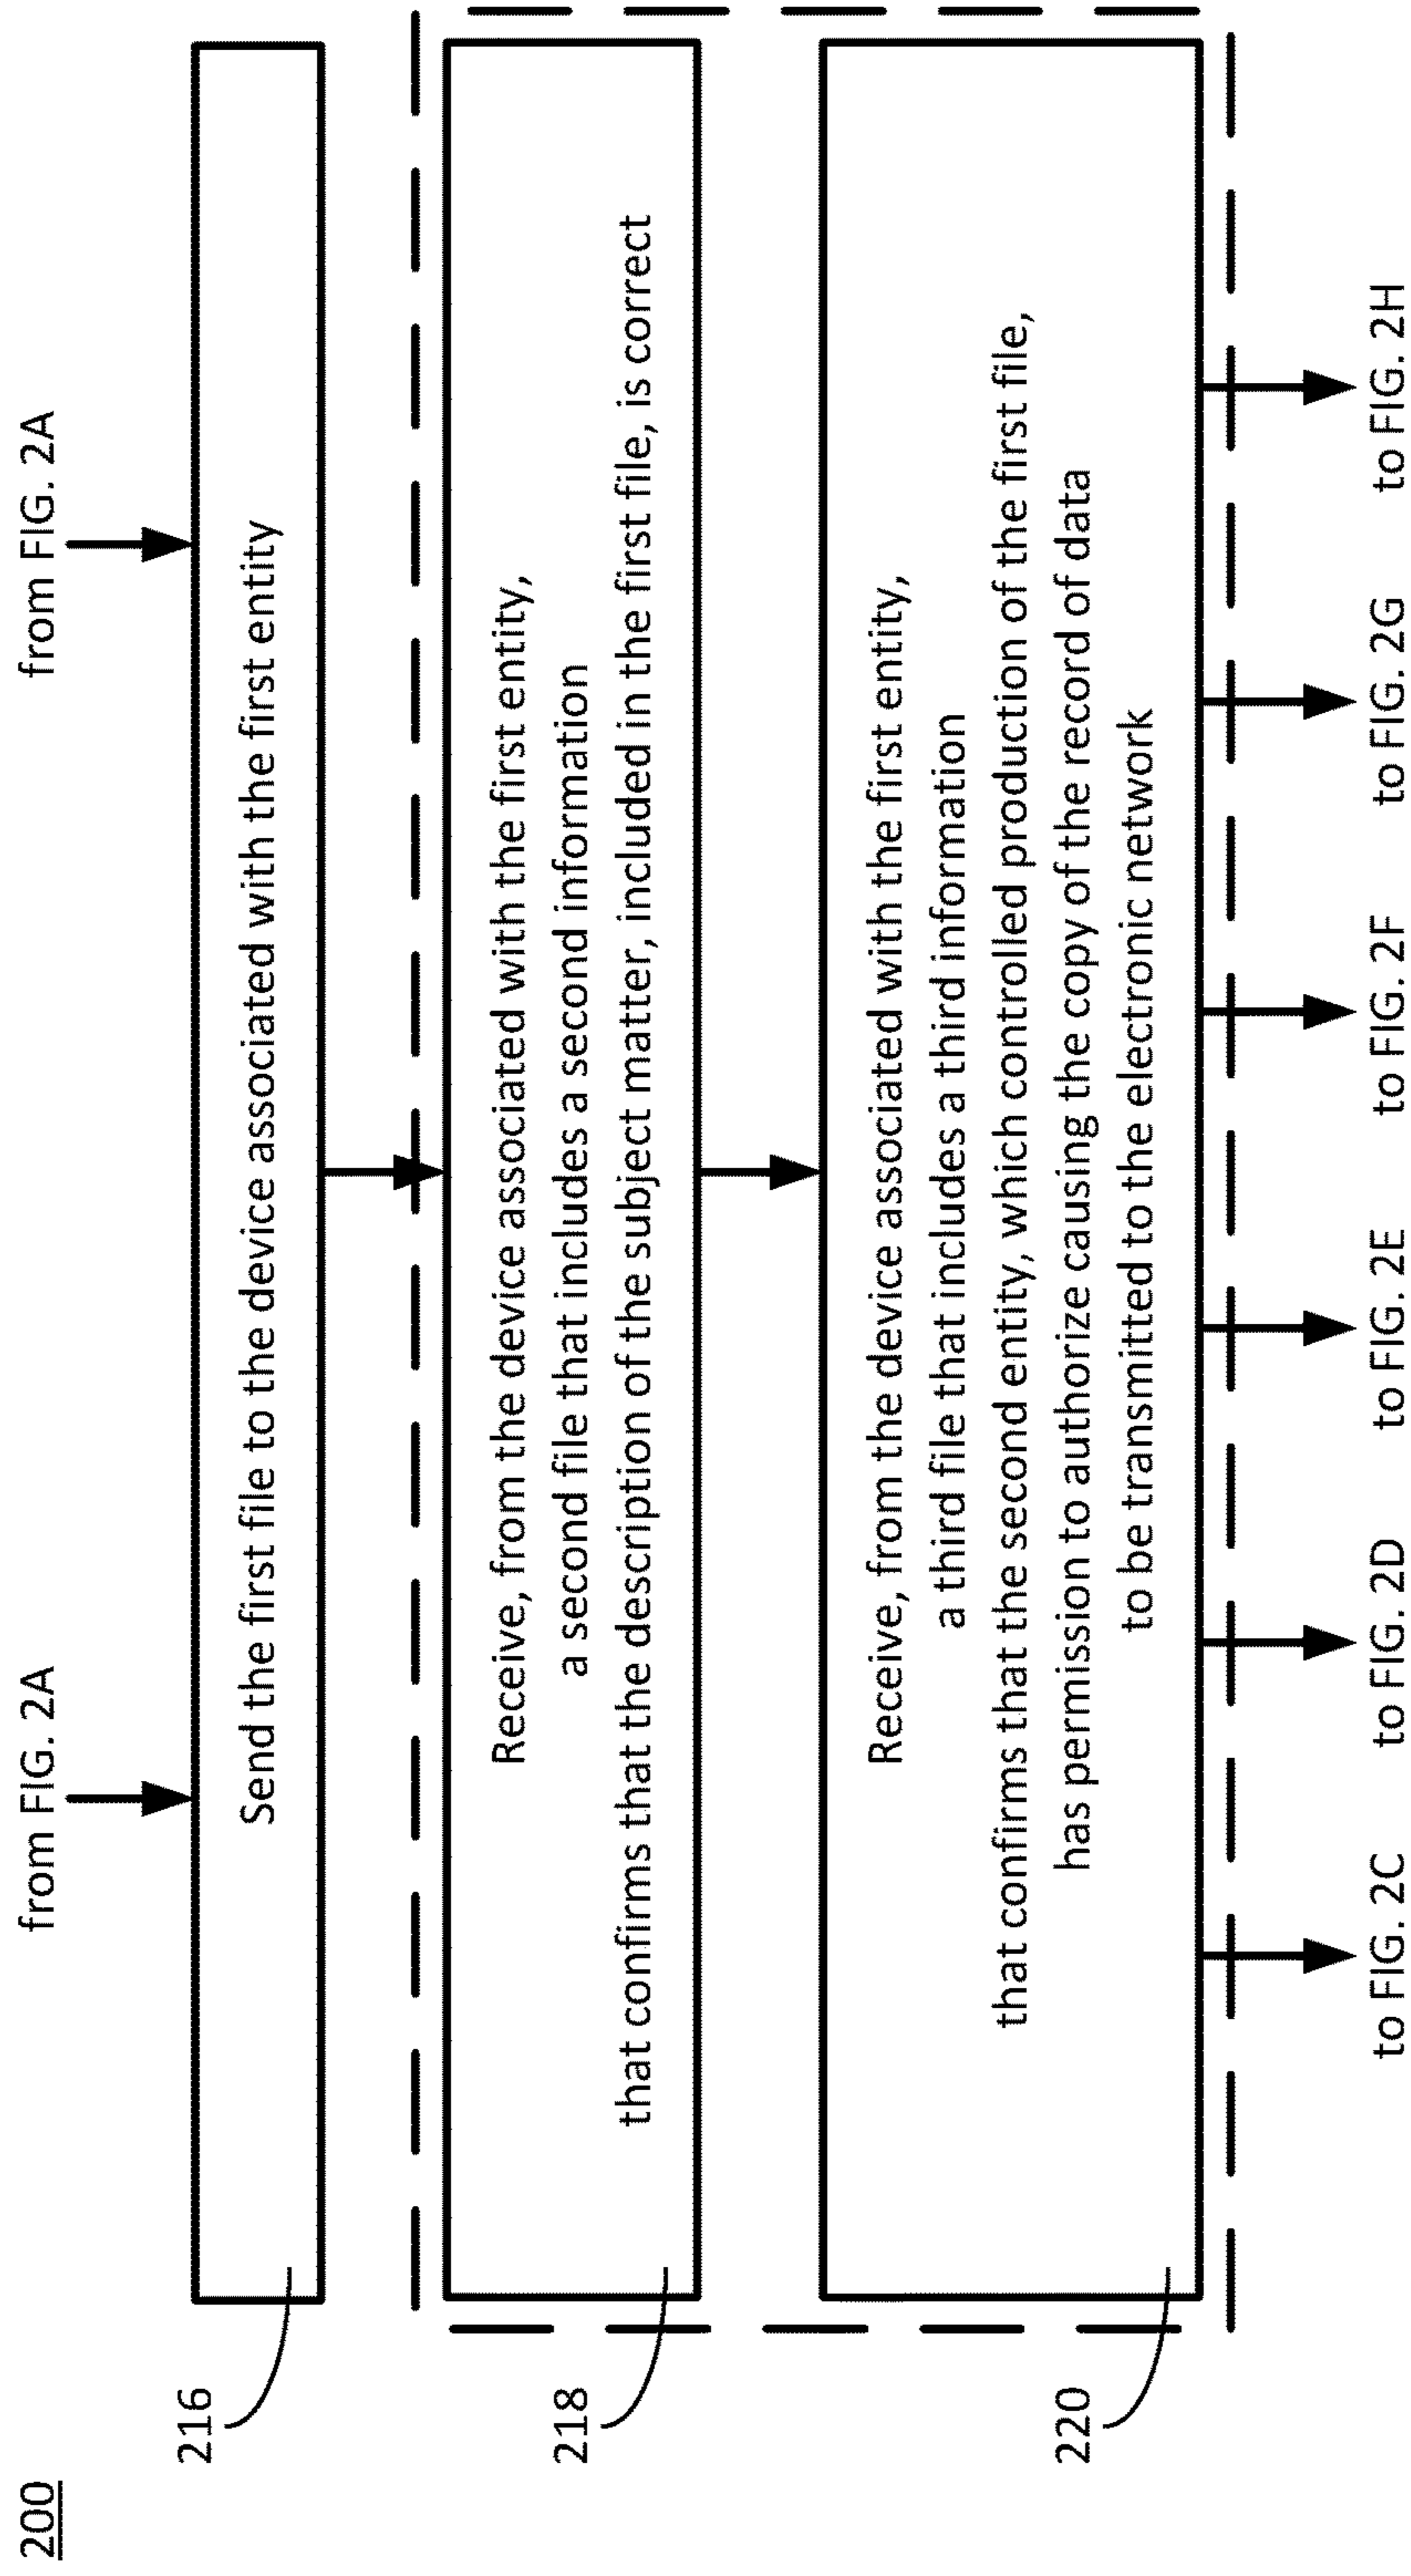 200
from FIG. 2A
from FIG. 2A
216
Send the first file to the device associated with the first entity
218
Receive, from the device associated with the first entity,
a second file that includes a second information
that confirms that the description of the subject matter, included in the first file, is correct
220
Receive, from the device associated with the first entity,
a third file that includes a third information
that confirms that the second entity, which controlled production of the first file,
has permission to authorize causing the copy of the record of data
to be transmitted to the electronic network
to FIG. 2C
to FIG. 2D
to FIG. 2E
to FIG. 2F
to FIG. 2G
to FIG. 2H